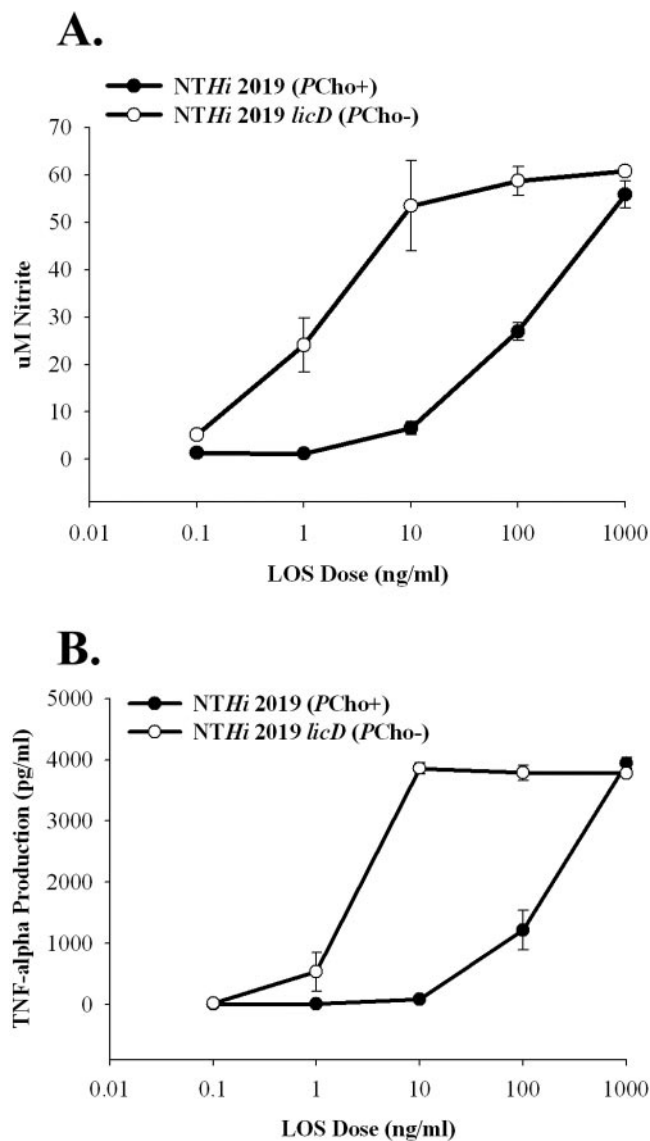 A.
NTHi 2019 (PCho+)
NTHi 2019 licD (PCho-)
70
60
50
40
30
20
10
0
uM Nitrite
0.01 0.1 1 10 100 1000
LOS Dose (ng/ml)
B.
NTHi 2019 (PCho+)
NTHi 2019 licD (PCho-)
5000
4000
3000
2000
1000
0
TNF-alpha Production (pg/ml)
0.01 0.1 1 10 100 1000
LOS Dose (ng/ml)